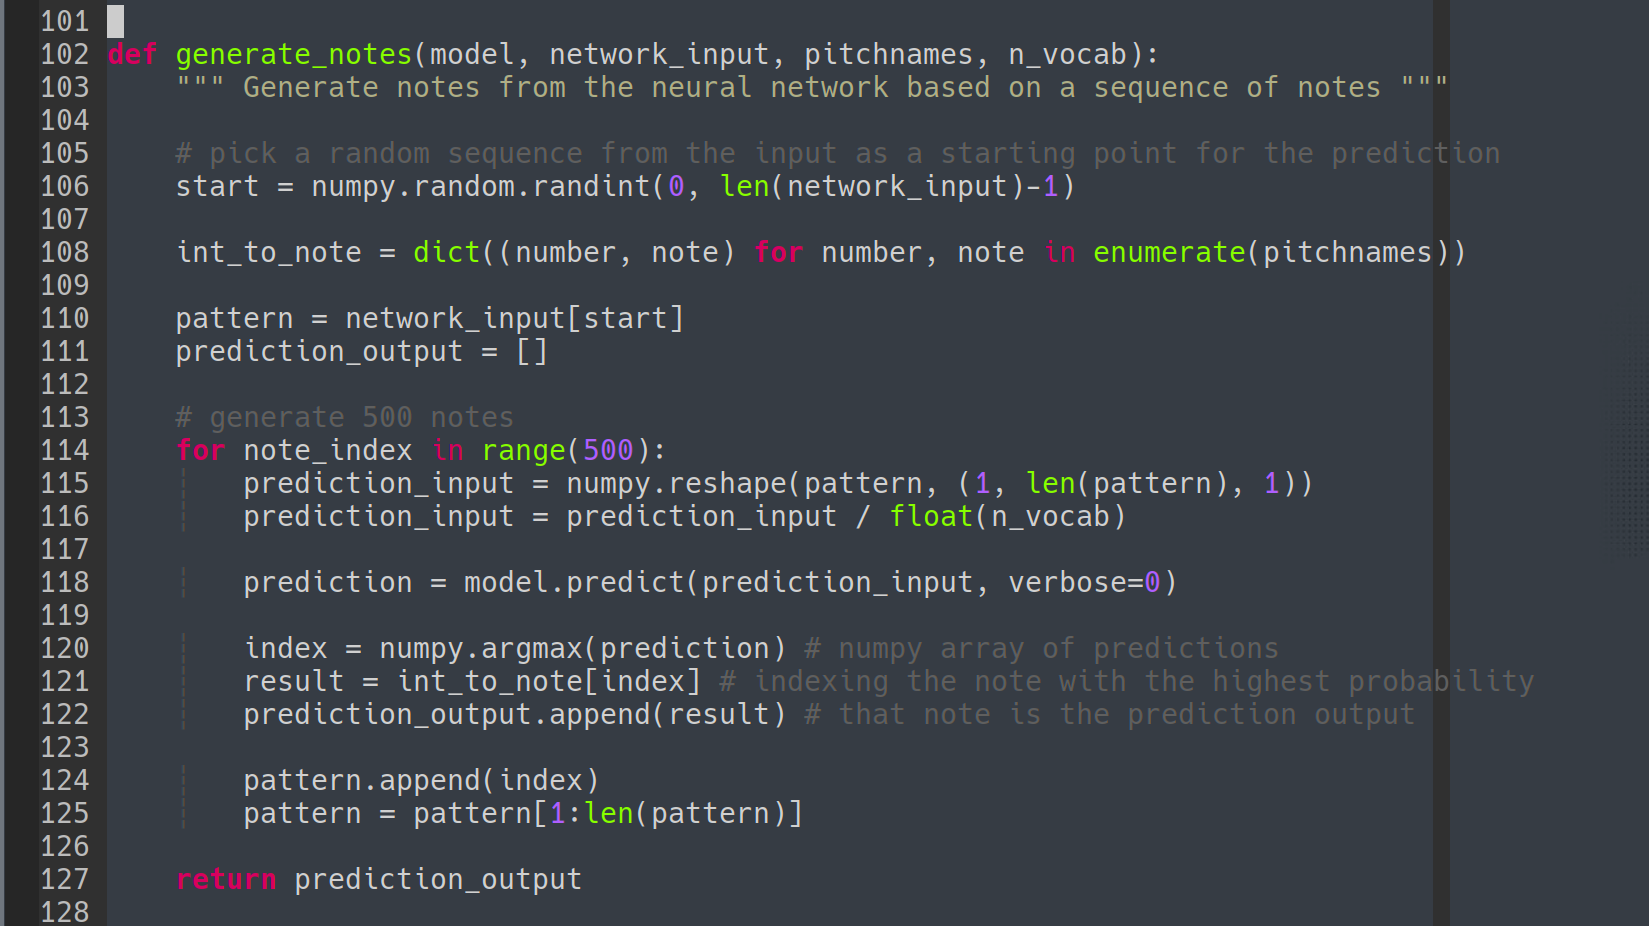 101
102 def generate_notes(model, network_input, pitchnames, n_vocab):
103     """ Generate notes from the neural network based on a sequence of notes """
104
105     # pick a random sequence from the input as a starting point for the prediction
106     start = numpy.random.randint(0, len(network_input)-1)
107
108     int_to_note = dict((number, note) for number, note in enumerate(pitchnames))
109
110     pattern = network_input[start]
111     prediction_output = []
112
113     # generate 500 notes
114     for note_index in range(500):
115         prediction_input = numpy.reshape(pattern, (1, len(pattern), 1))
116         prediction_input = prediction_input / float(n_vocab)
117
118         prediction = model.predict(prediction_input, verbose=0)
119
120         index = numpy.argmax(prediction) # numpy array of predictions
121         result = int_to_note[index] # indexing the note with the highest probability
122         prediction_output.append(result) # that note is the prediction output
123
124         pattern.append(index)
125         pattern = pattern[1:len(pattern)]
126
127     return prediction_output
128